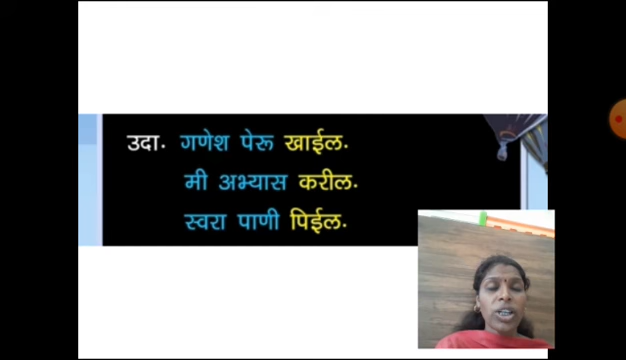 उदा. गणेश पेरू खाईल.
मी अभ्यास करील.
स्वरा पाणी पिईल.